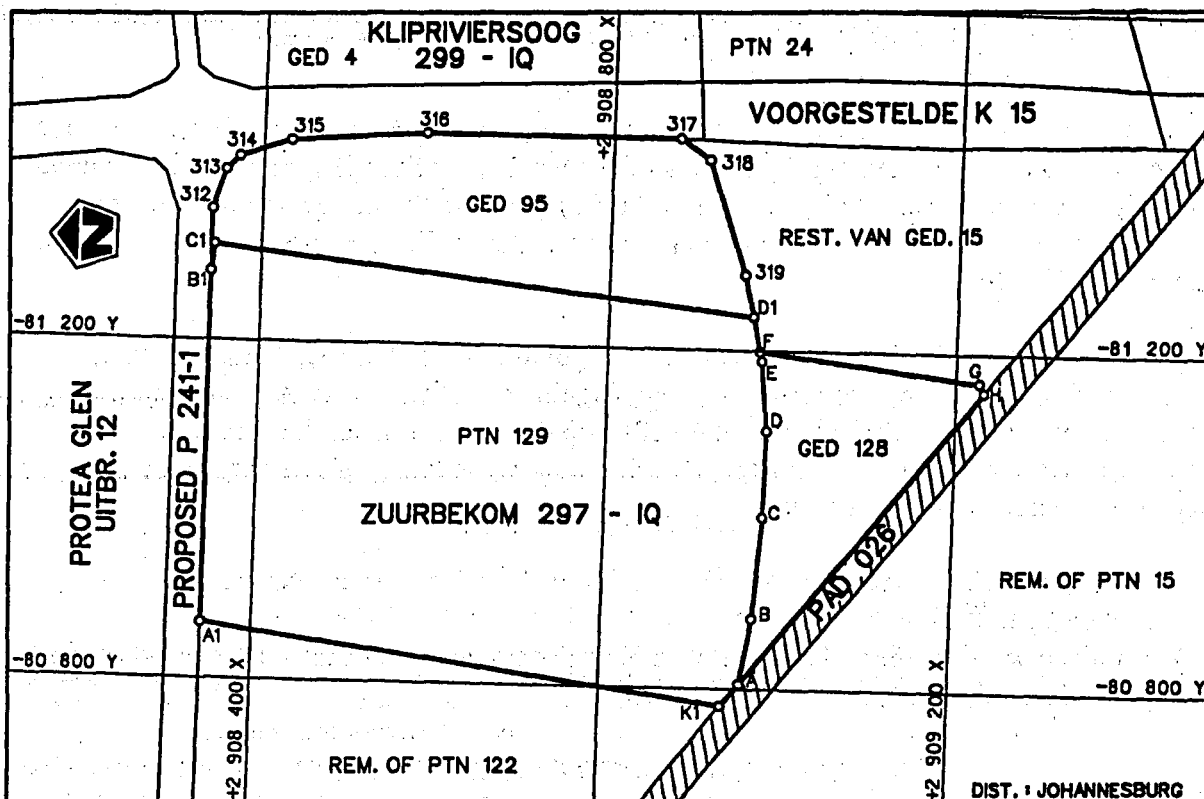 KLIPRIVIERSOOG
GED 4 299 - IQ
+2 908 800 X
PTN 24
VOORGESTELDE K 15
314
315
316
317
313
318
312
GED 95
REST. VAN GED. 15
N
C1
B1
319
D1
-81 200 Y
F
-81 200 Y
E
G
H
PROTEA GLEN
UITBR. 12
PROPOSED P 241-1
PTN 129
D
GED 128
ZUURBEKOM 297 - IQ
C
PAD 026
REM. OF PTN 15
A1
B
-80 800 Y
A
-80 800 Y
K1
+2 908 400 X
+2 909 200 X
REM. OF PTN 122
DIST. : JOHANNESBURG